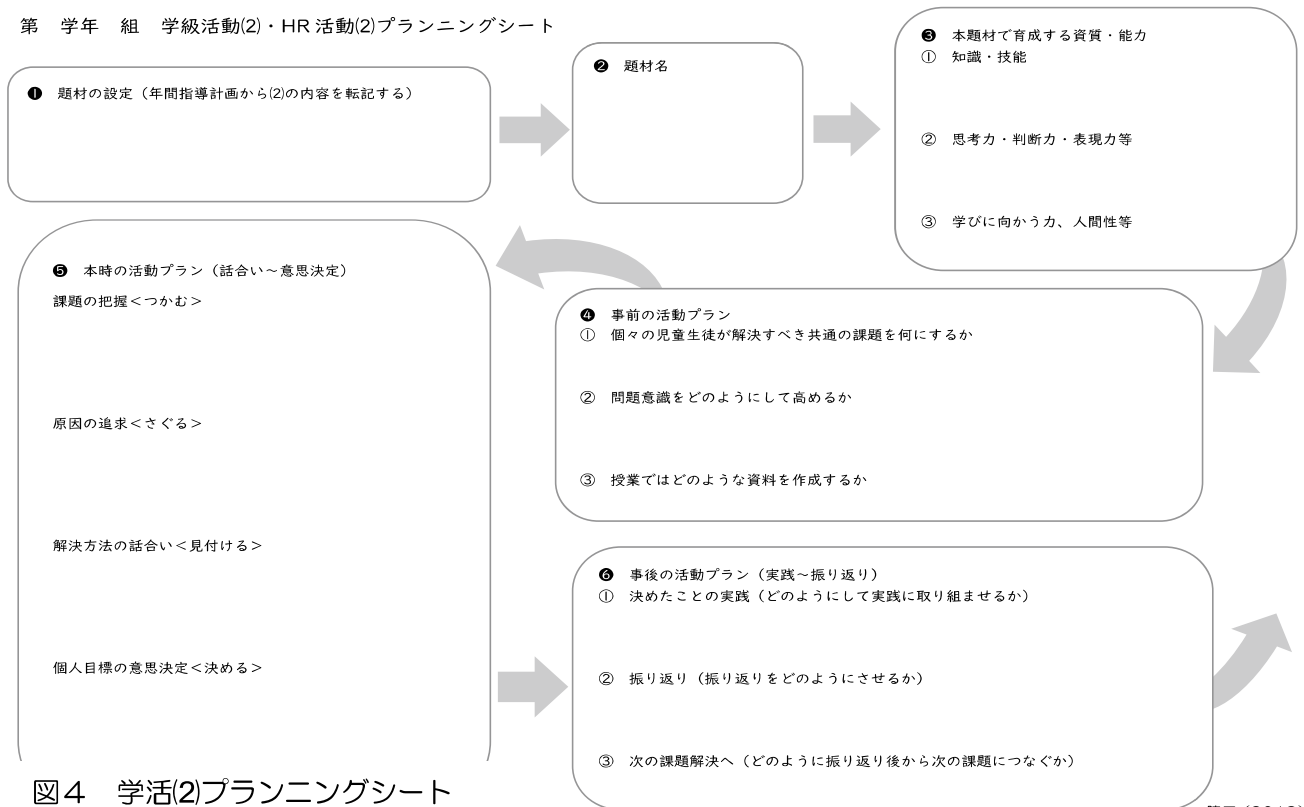 第　学年　組　学級活動⑵・HR 活動⑵プランニングシート
❶　題材の設定（年間指導計画から⑵の内容を転記する）
❷　題材名
❸　本題材で育成する資質・能力
①　知識・技能
②　思考力・判断力・表現力等
③　学びに向かう力、人間性等
❹　事前の活動プラン
①　個々の児童生徒が解決すべき共通の課題を何にするか
②　問題意識をどのようにして高めるか
③　授業ではどのような資料を作成するか
❺　本時の活動プラン（話合い～意思決定）
課題の把握＜つかむ＞
原因の追求＜さぐる＞
解決方法の話合い＜見付ける＞
個人目標の意思決定＜決める＞
❻　事後の活動プラン（実践～振り返り）
①　決めたことの実践（どのようにして実践に取り組ませるか）
②　振り返り（振り返りをどのようにさせるか）
③　次の課題解決へ（どのように振り返り後から次の課題につなぐか）
図４　学活⑵プランニングシート